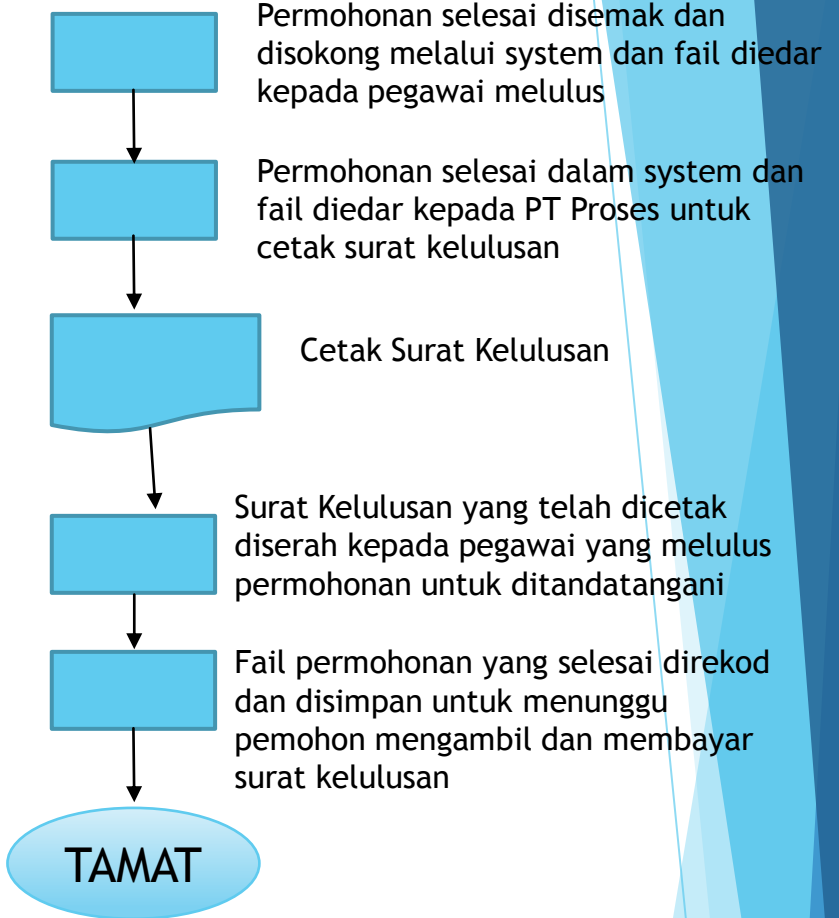 Permohonan selesai disemak dan
disokong melalui system dan fail diedar
kepada pegawai melulus
Permohonan selesai dalam system dan
fail diedar kepada PT Proses untuk
cetak surat kelulusan
Cetak Surat Kelulusan
Surat Kelulusan yang telah dicetak
diserah kepada pegawai yang melulus
permohonan untuk ditandatangani
Fail permohonan yang selesai direkod
dan disimpan untuk menunggu
pemohon mengambil dan membayar
surat kelulusan
TAMAT